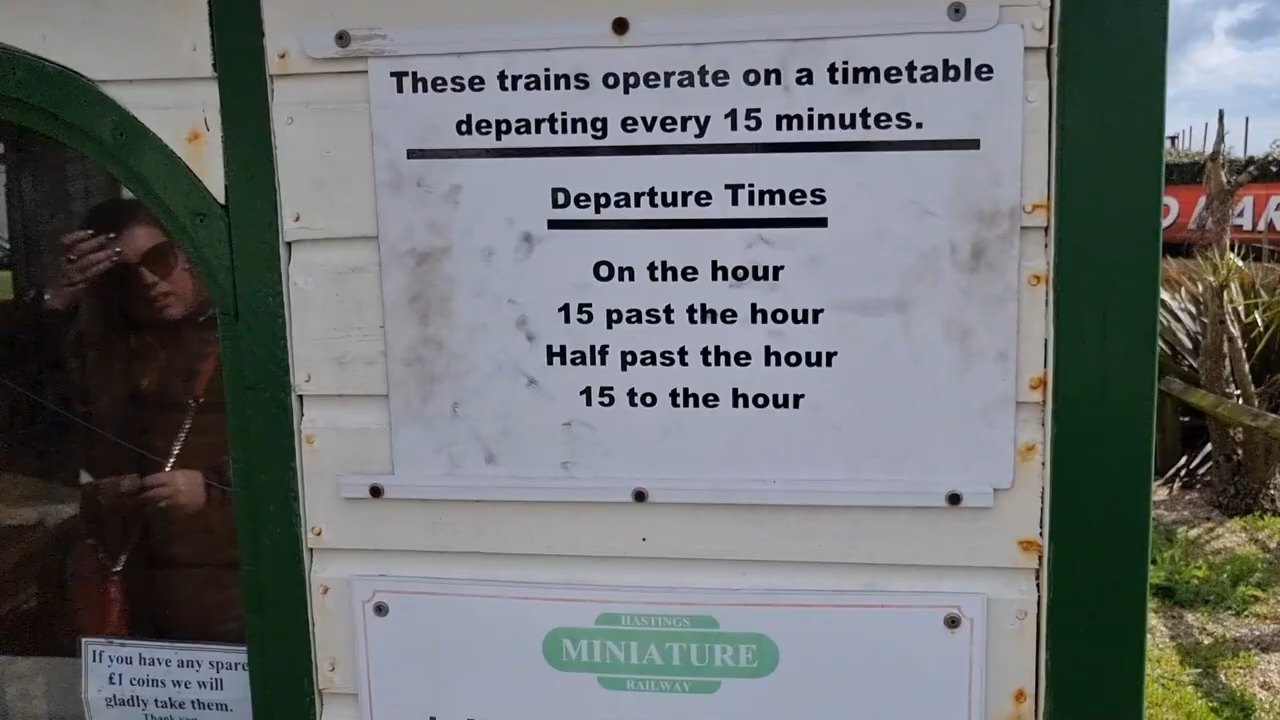 These trains operate on a timetable
departing every 15 minutes.
Departure Times
On the hour
15 past the hour
Half past the hour
15 to the hour
HASTINGS
MINIATURE
RAILWAY
If you have any spare
£1 coins we will
gladly take them.